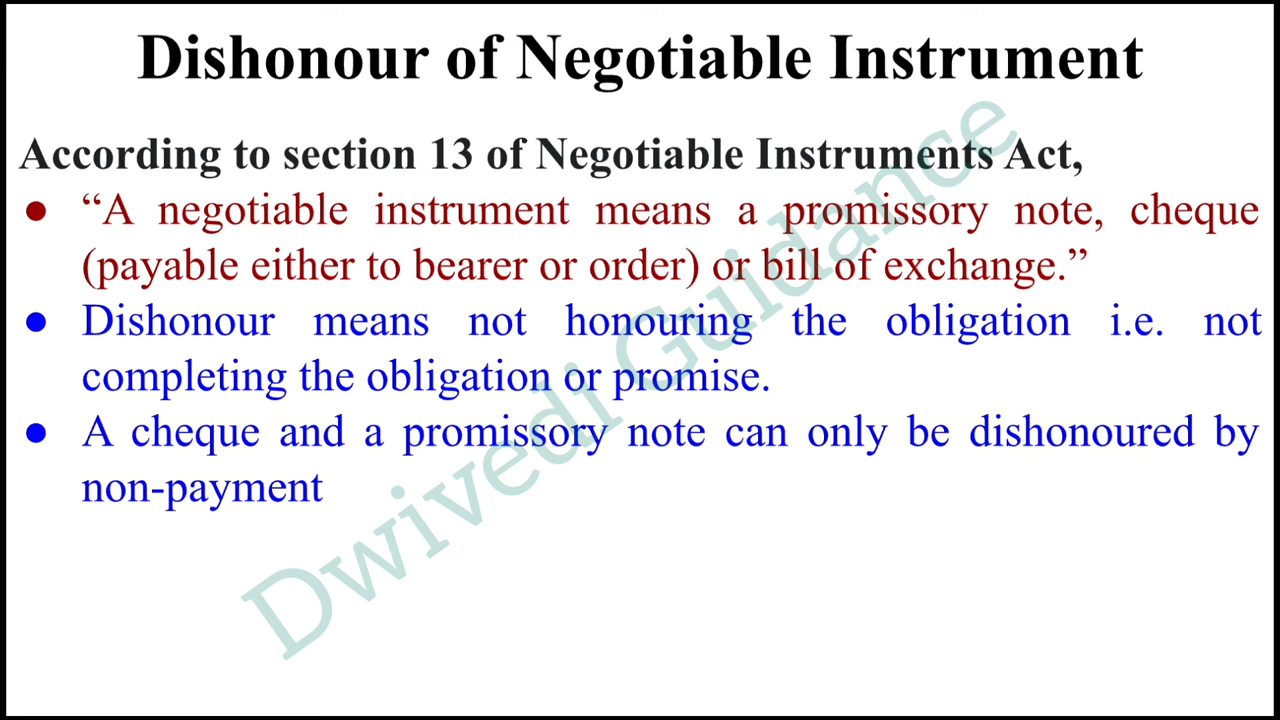 Dishonour of Negotiable Instrument
According to section 13 of Negotiable Instruments Act,
● “A negotiable instrument means a promissory note, cheque
(payable either to bearer or order) or bill of exchange.”
● Dishonour means not honouring the obligation i.e. not
completing the obligation or promise.
● A cheque and a promissory note can only be dishonoured by
non-payment
Dwivedi Guidance